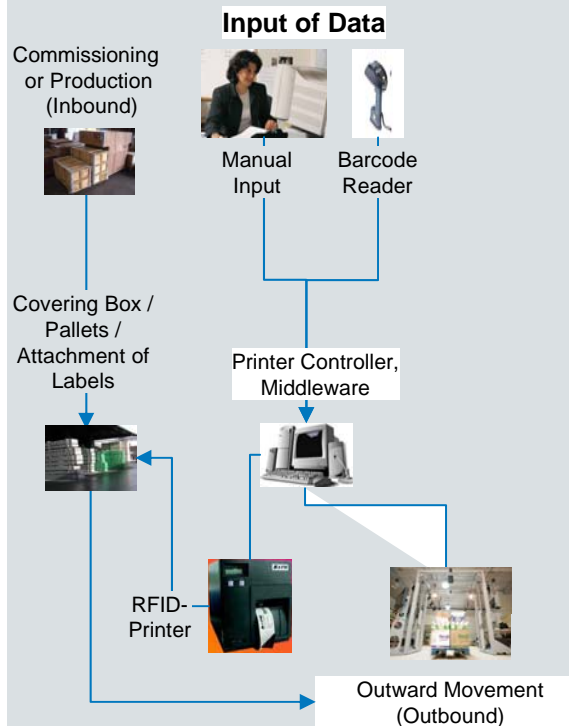 Input of Data
Commissioning
or Production
(Inbound)
Manual
Input
Barcode
Reader
Covering Box /
Pallets /
Attachment of
Labels
Printer Controller,
Middleware
RFID-
Printer
Outward Movement
(Outbound)